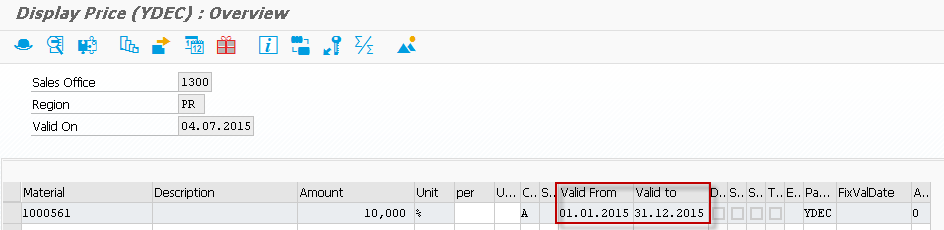 Display Price (YDEC) : Overview
Sales Office 1300
Region PR
Valid On 04.07.2015
Material Description Amount Unit per U... C... S... Valid From Valid to D... S... S... T... E... Pa... FixValDate A...
1000561 10,000 % A 01.01.2015 31.12.2015 YDEC 0